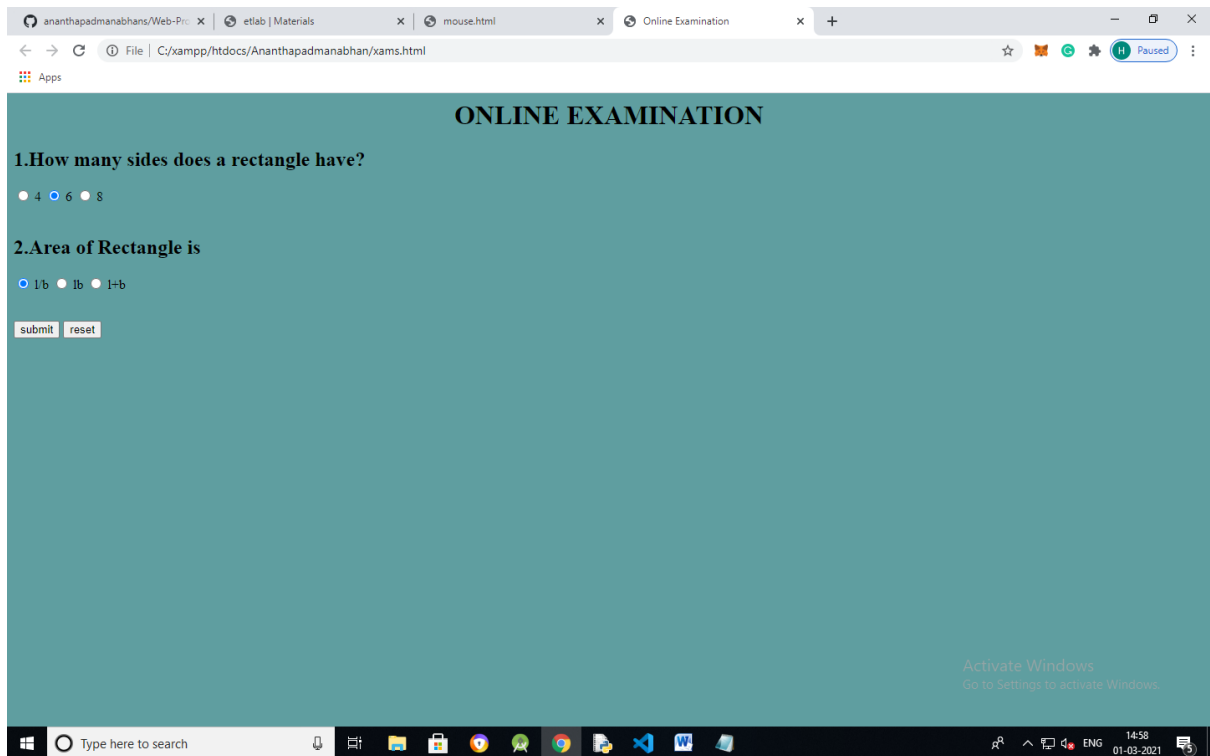 ananthapadmanabhans/Web-Pro
etlab | Materials
mouse.html
Online Examination
File | C:/xampp/htdocs/Ananthapadmanabhan/xams.html
H Paused
Apps
ONLINE EXAMINATION
1.How many sides does a rectangle have?
4 6 8
2.Area of Rectangle is
l/b lb l+b
submit reset
Activate Windows
Go to Settings to activate Windows.
Type here to search
ENG
14:58
01-03-2021
5